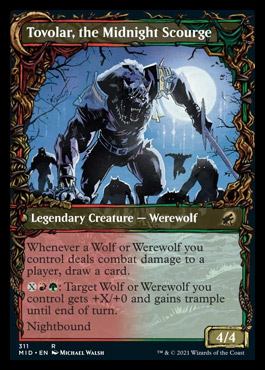 Tovolar, the Midnight Scourge
Legendary Creature — Werewolf
Whenever a Wolf or Werewolf you
control deals combat damage to a
player, draw a card.
X R G: Target Wolf or Werewolf you
control gets +X/+0 and gains trample
until end of turn.
Nightbound
4/4
311 R
MID • EN MICHAEL WALSH
™ & © 2021 Wizards of the Coast